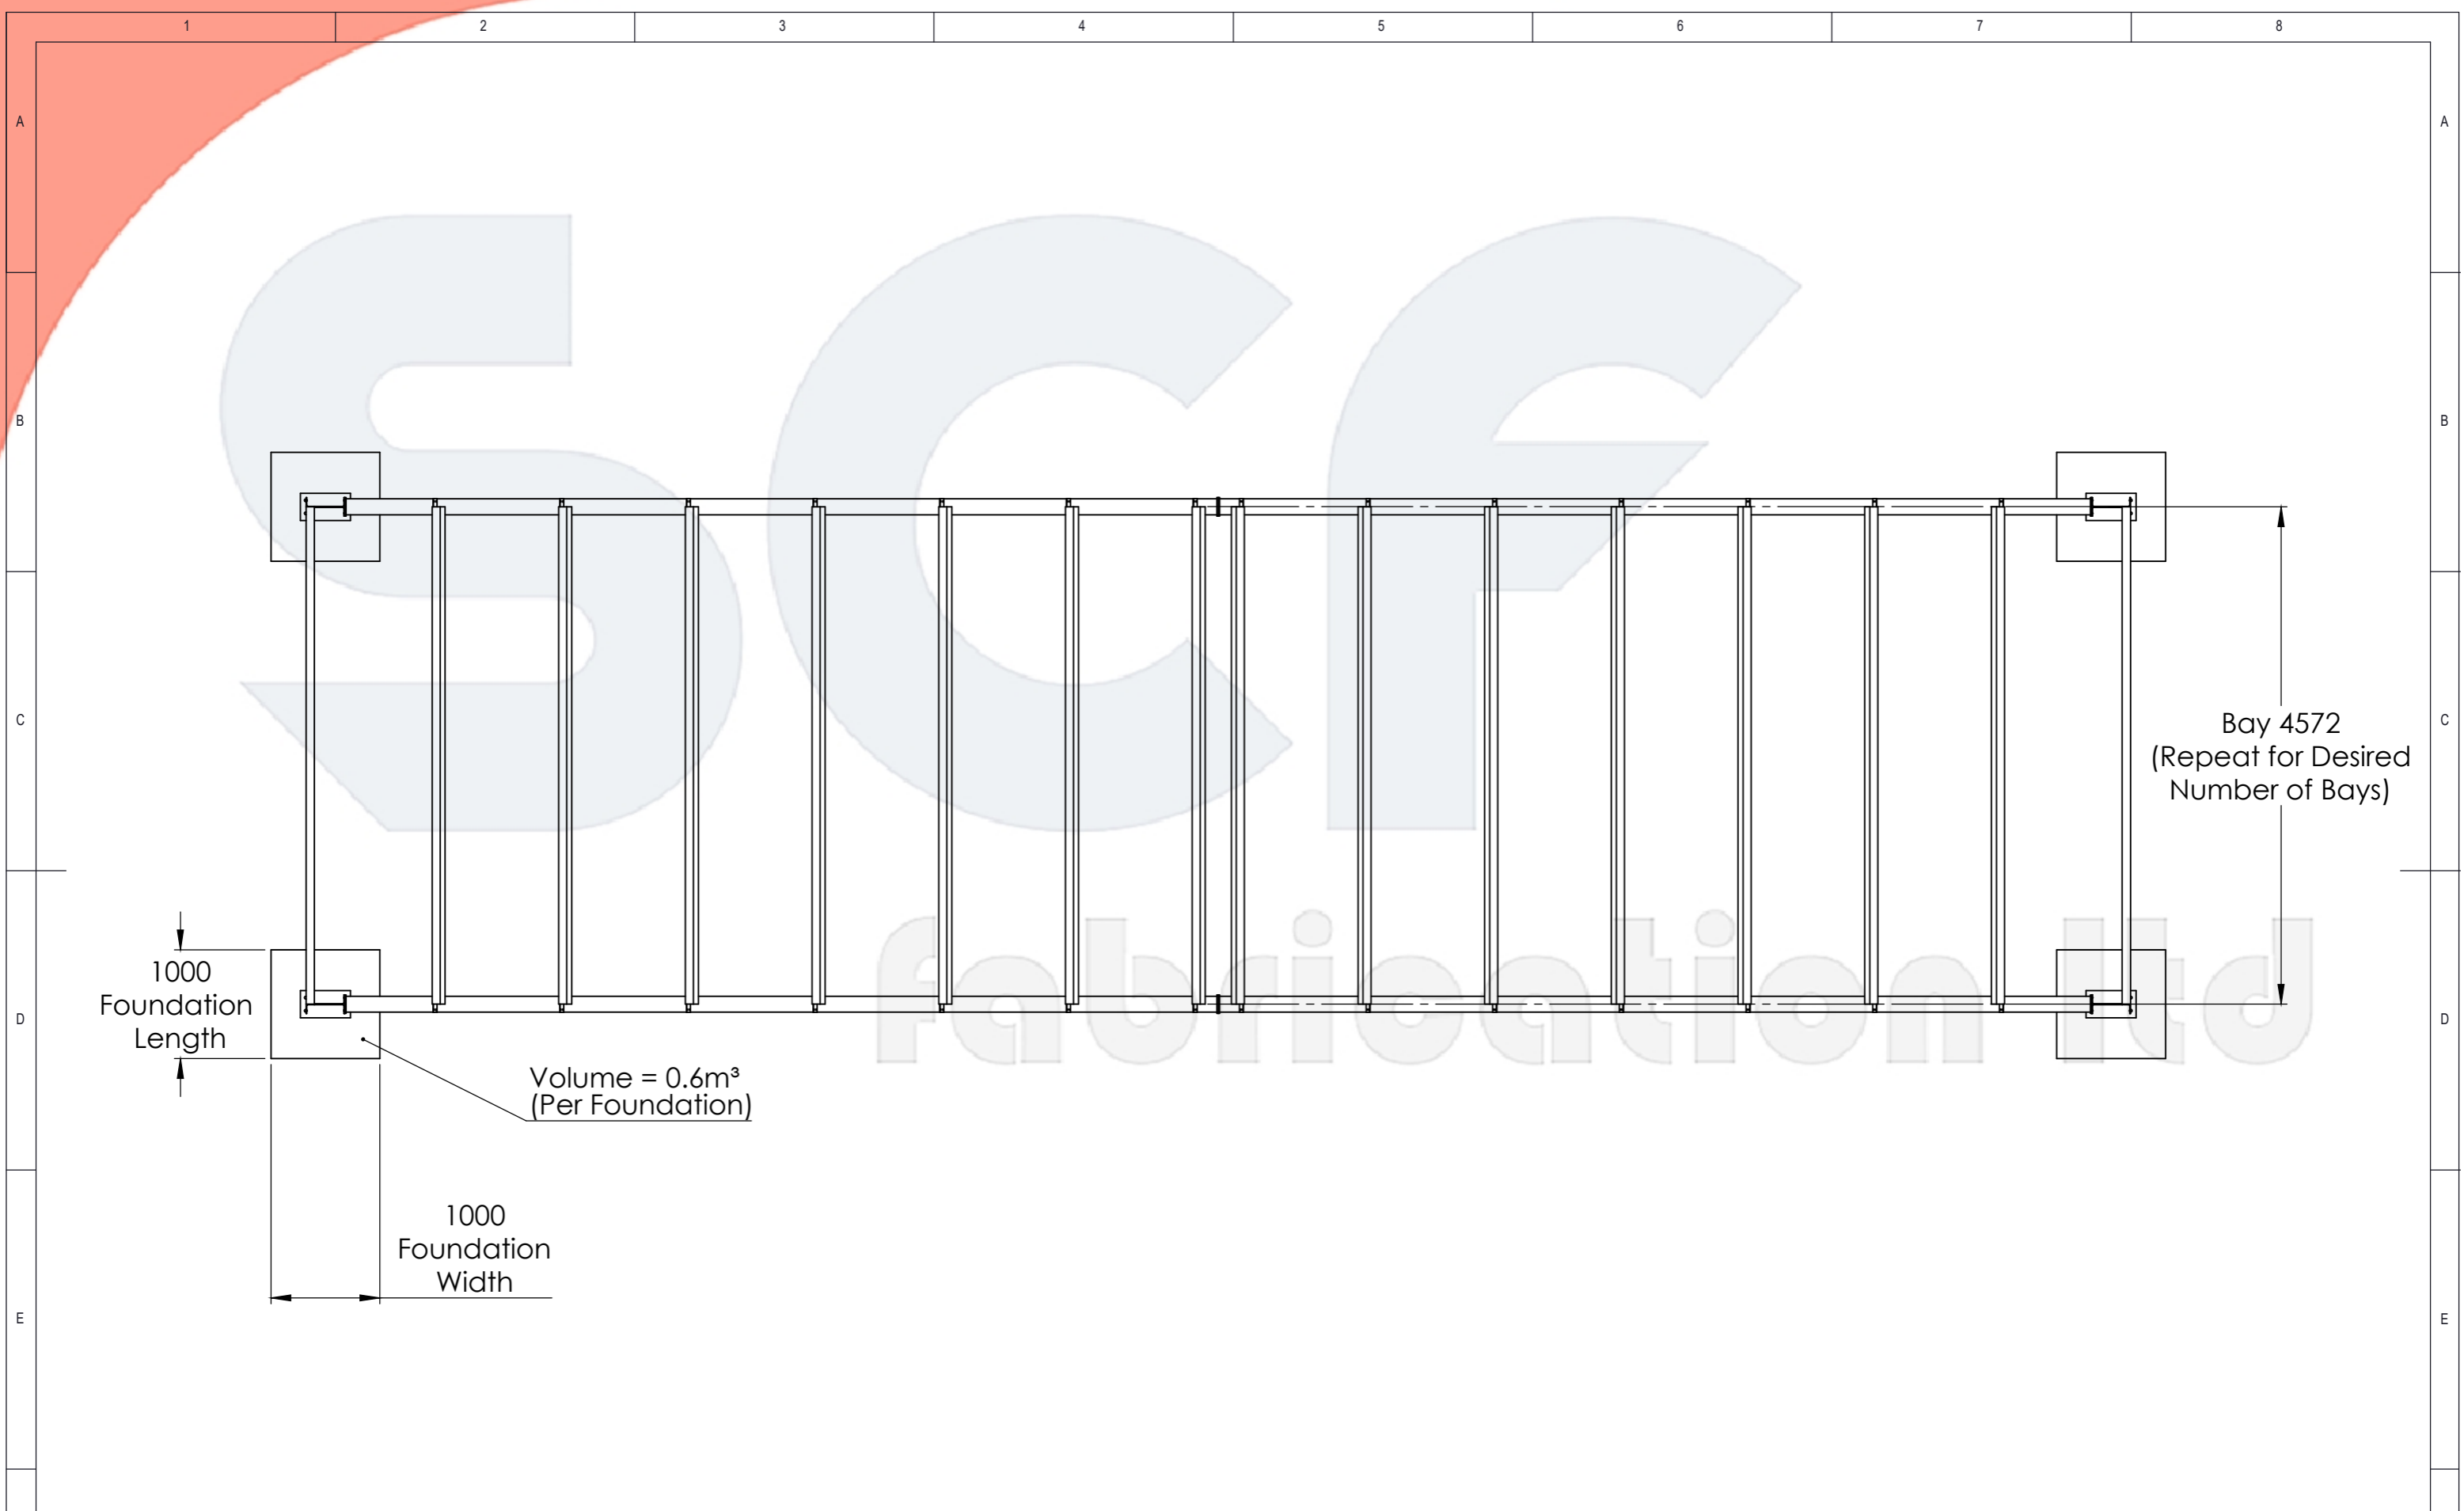 1 2 3 4 5 6 7 8
A A
B B
C C
D D
E E
SCF
fabrication ltd
Bay 4572
(Repeat for Desired
Number of Bays)
1000
Foundation
Length
Volume = 0.6m³
(Per Foundation)
1000
Foundation
Width